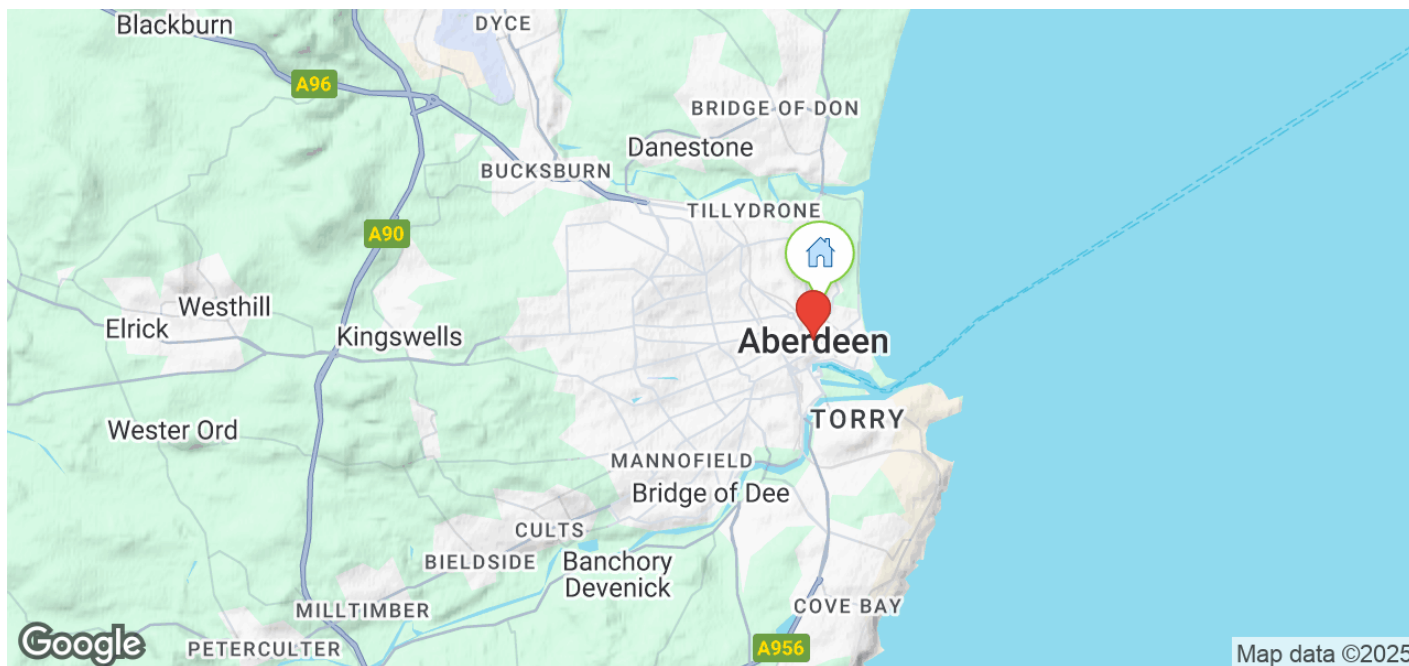 Blackburn
DYCE
A96
BRIDGE OF DON
Danestone
BUCKSBURN
TILLYDRONE
A90
Westhill
Elrick
Kingswells
Aberdeen
TORRY
Wester Ord
MANNOFIELD
Bridge of Dee
CULTS
BIELDSIDE
Banchory
Devenick
MILLTIMBER
COVE BAY
PETERCULTER
A956
Google
Map data ©2025